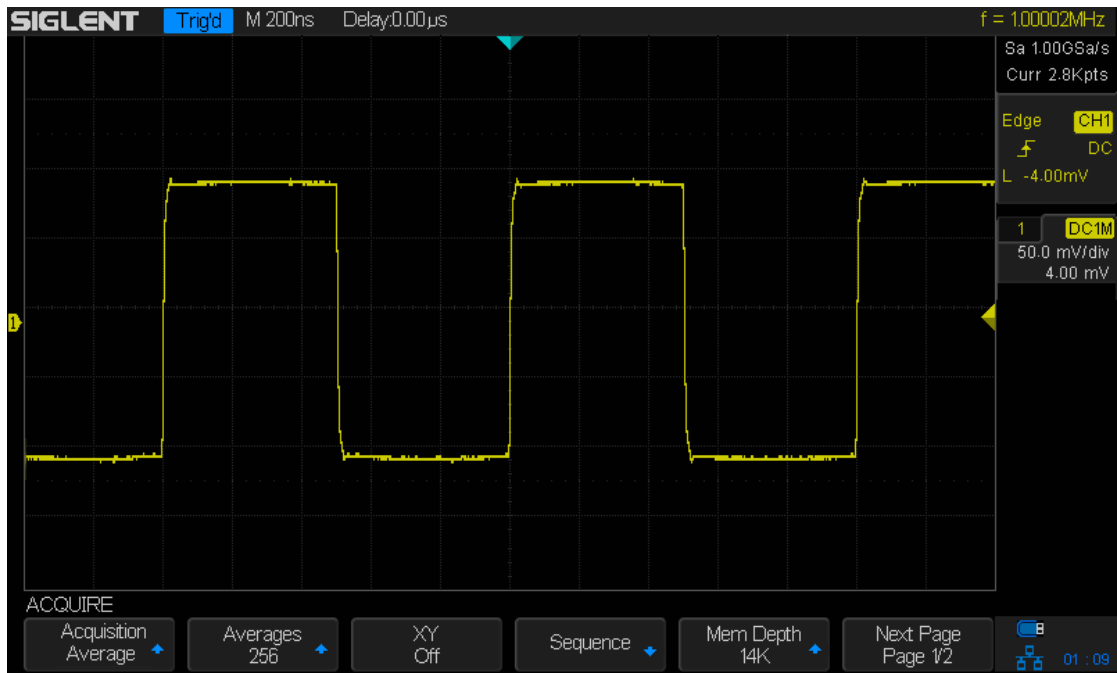 SIGLENT Trig'd M 200ns Delay:0.00µs f = 1.00002MHz
Sa 1.00GSa/s
Curr 2.8Kpts
Edge CH1
DC
L -4.00mV
1 DC1M
50.0 mV/div
4.00 mV
1
ACQUIRE
Acquisition
Average
Averages
256
XY
Off
Sequence
Mem Depth
14K
Next Page
Page 1/2
01 : 09